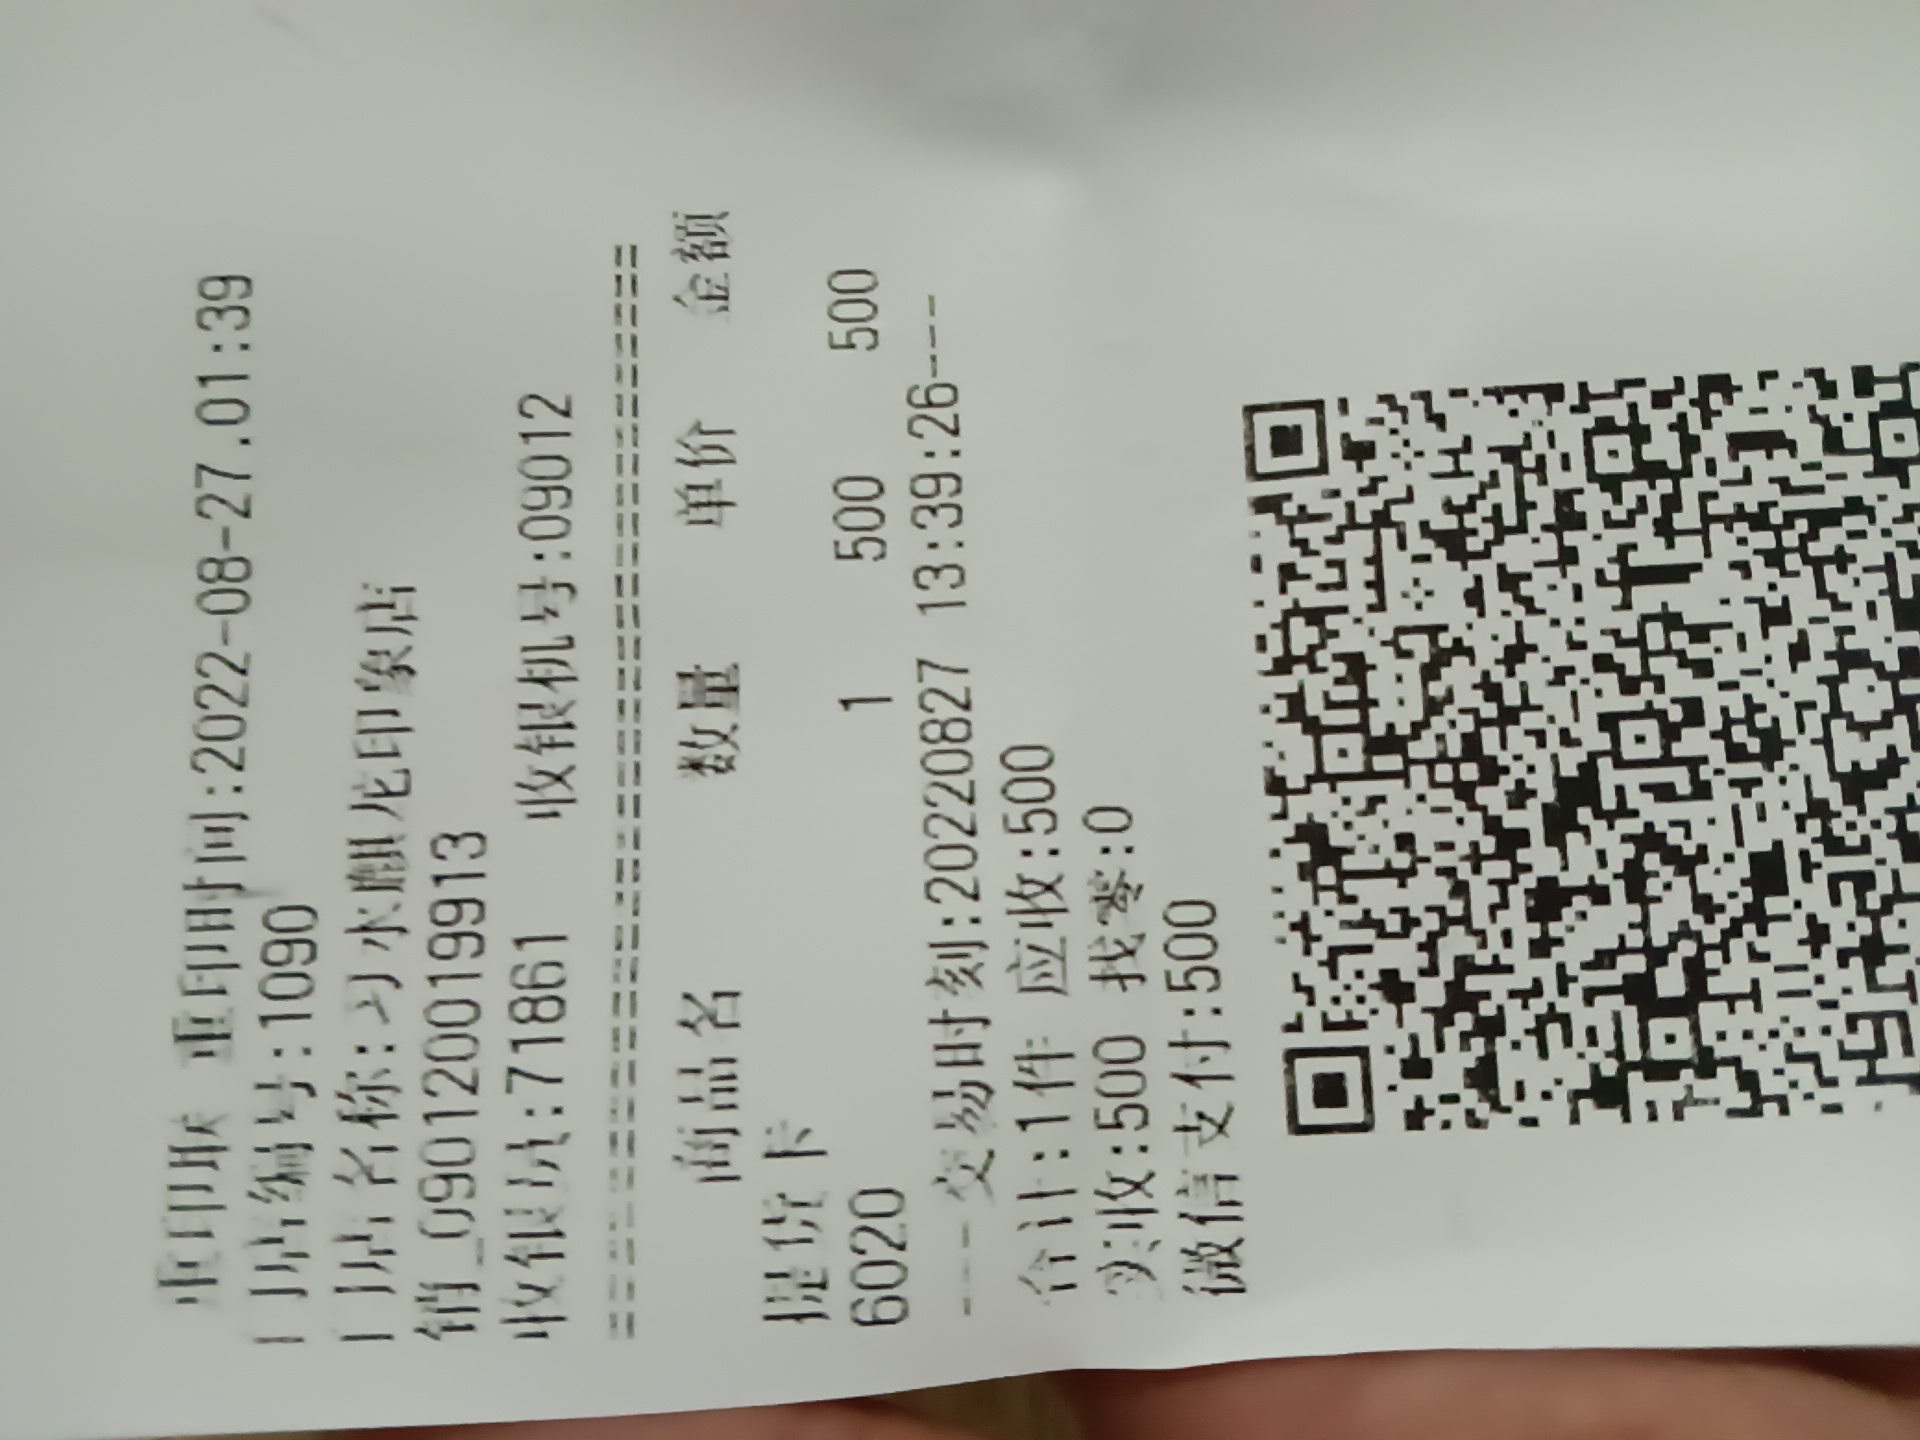 重印联 重印时间:2022-08-27.01:39
门店编号:1090
门店名称:习水麒龙印象店
销_090120019913
收银员:71861 收银机号:09012
==========================================
商品名 数量 单价 金额
提货卡
6020 1 500 500
----交易时刻:20220827 13:39:26----
合计:1件 应收:500
实收:500 找零:0
微信支付:500